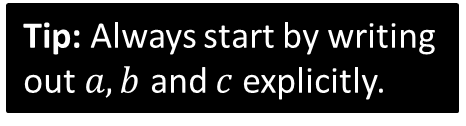 Tip: Always start by writing
out a, b and c explicitly.